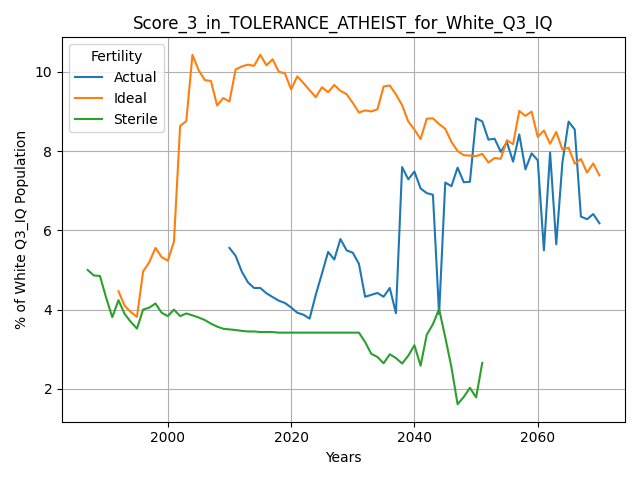 Score_3_in_TOLERANCE_ATHEIST_for_White_Q3_IQ
Fertility
Actual
Ideal
Sterile
% of White Q3_IQ Population
10
8
6
4
2
2000
2020
2040
2060
Years